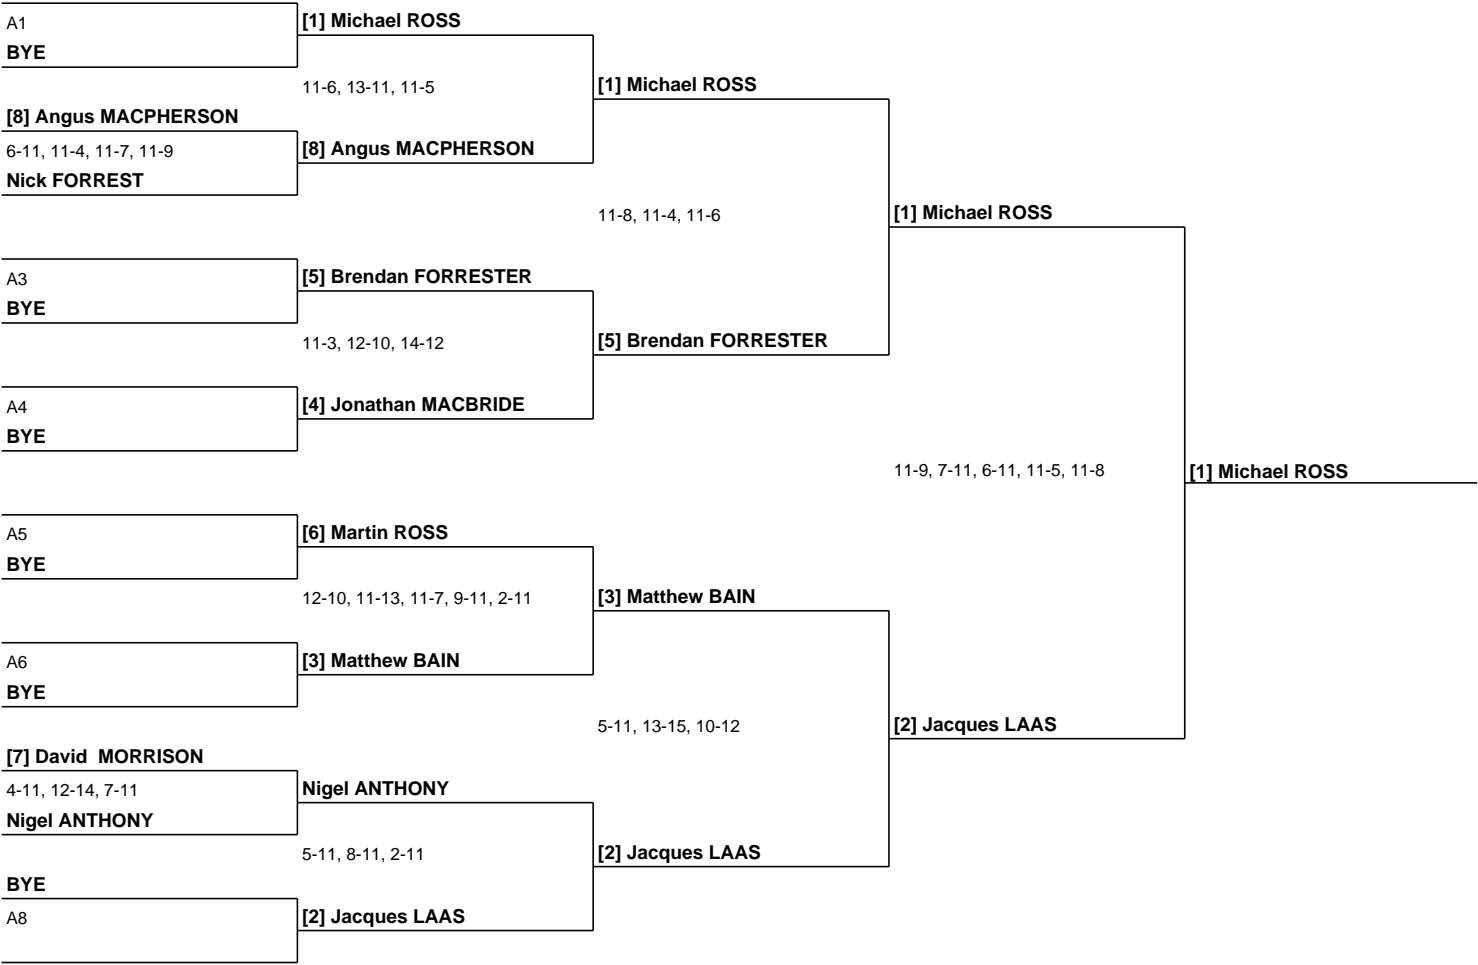 A1
[1] Michael ROSS
BYE
11-6, 13-11, 11-5
[1] Michael ROSS
[8] Angus MACPHERSON
6-11, 11-4, 11-7, 11-9
[8] Angus MACPHERSON
Nick FORREST
11-8, 11-4, 11-6
[1] Michael ROSS
A3
[5] Brendan FORRESTER
BYE
11-3, 12-10, 14-12
[5] Brendan FORRESTER
A4
[4] Jonathan MACBRIDE
BYE
11-9, 7-11, 6-11, 11-5, 11-8
[1] Michael ROSS
A5
[6] Martin ROSS
BYE
12-10, 11-13, 11-7, 9-11, 2-11
[3] Matthew BAIN
A6
[3] Matthew BAIN
BYE
5-11, 13-15, 10-12
[2] Jacques LAAS
[7] David  MORRISON
4-11, 12-14, 7-11
Nigel ANTHONY
Nigel ANTHONY
5-11, 8-11, 2-11
[2] Jacques LAAS
BYE
A8
[2] Jacques LAAS